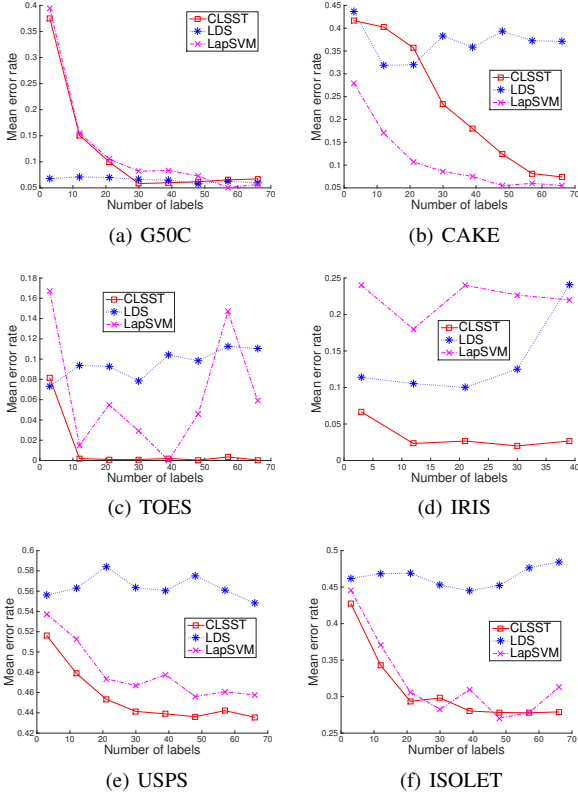 0.4
0.35
0.3
0.25
0.2
0.15
0.1
0.05
Mean error rate
CLSST
LDS
LapSVM
0 10 20 30 40 50 60 70
Number of labels
(a) G50C
0.45
0.4
0.35
0.3
0.25
0.2
0.15
0.1
0.05
Mean error rate
CLSST
LDS
LapSVM
0 10 20 30 40 50 60 70
Number of labels
(b) CAKE
0.18
0.16
0.14
0.12
0.1
0.08
0.06
0.04
0.02
0
Mean error rate
CLSST
LDS
LapSVM
0 10 20 30 40 50 60 70
Number of labels
(c) TOES
0.25
0.2
0.15
0.1
0.05
0
Mean error rate
CLSST
LDS
LapSVM
0 5 10 15 20 25 30 35 40
Number of labels
(d) IRIS
0.6
0.58
0.56
0.54
0.52
0.5
0.48
0.46
0.44
0.42
Mean error rate
CLSST
LDS
LapSVM
0 10 20 30 40 50 60 70
Number of labels
(e) USPS
0.5
0.45
0.4
0.35
0.3
0.25
Mean error rate
CLSST
LDS
LapSVM
0 10 20 30 40 50 60 70
Number of labels
(f) ISOLET